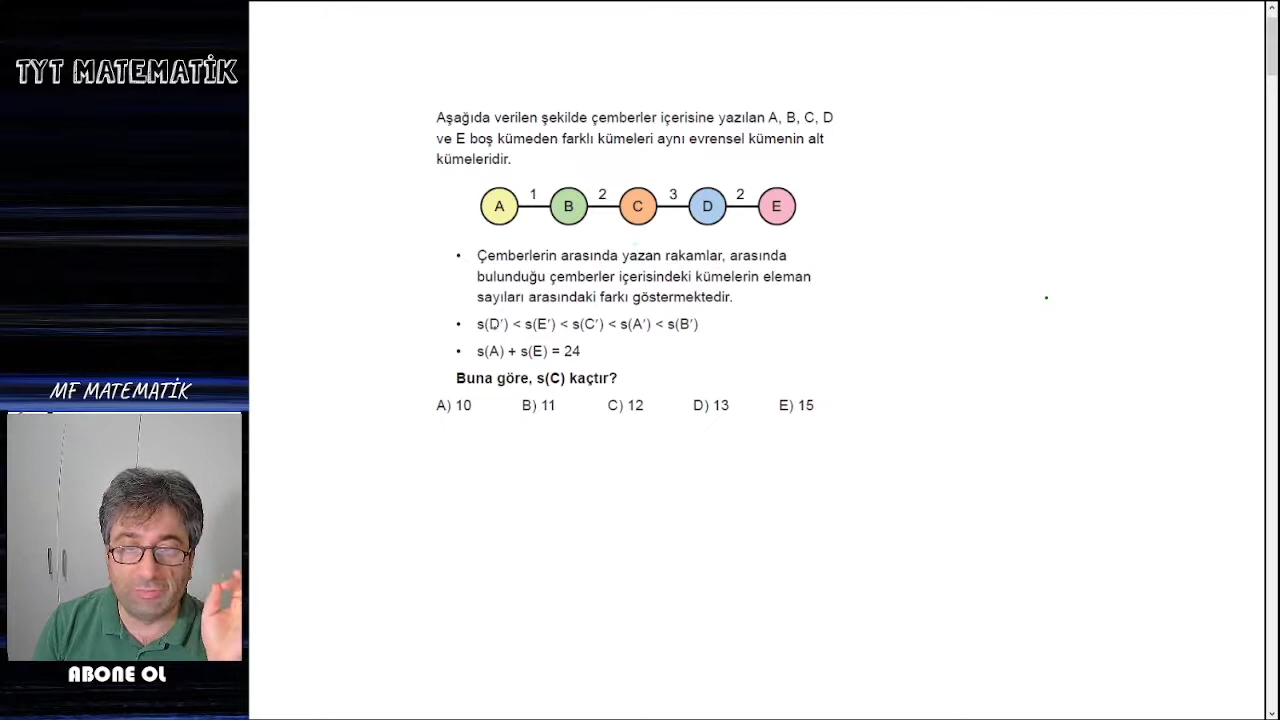 TYT MATEMATİK
Aşağıda verilen şekilde çemberler içerisine yazılan A, B, C, D
ve E boş kümeden farklı kümeleri aynı evrensel kümenin alt
kümeleridir.
A 1 B 2 C 3 D 2 E
• Çemberlerin arasında yazan rakamlar, arasında
bulunduğu çemberler içerisindeki kümelerin eleman
sayıları arasındaki farkı göstermektedir.
• s(D′) < s(E′) < s(C′) < s(A′) < s(B′)
• s(A) + s(E) = 24
Buna göre, s(C) kaçtır?
A) 10 B) 11 C) 12 D) 13 E) 15
MF MATEMATİK
ABONE OL